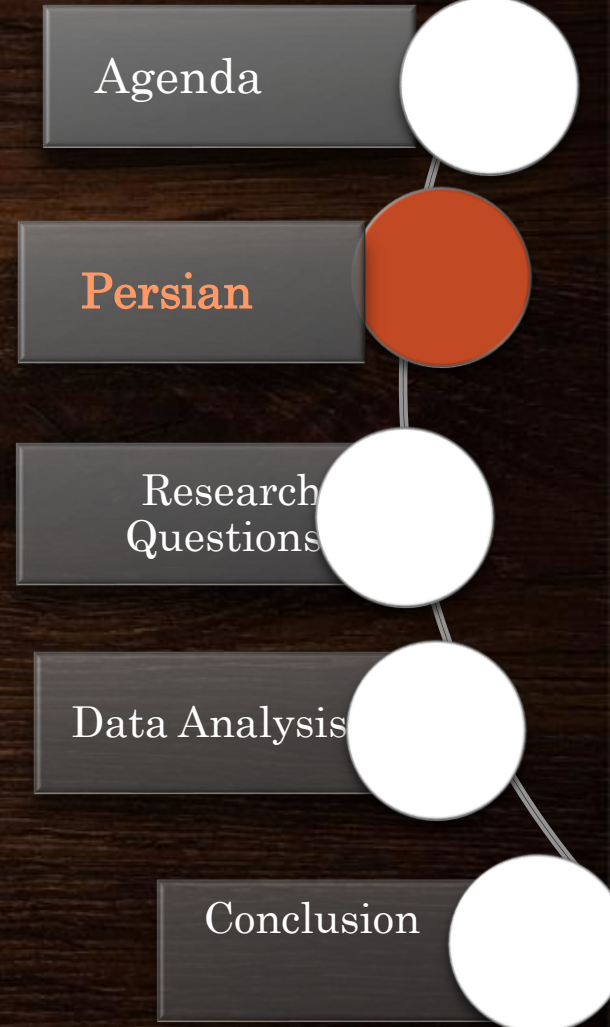 Agenda
Persian
Research
Questions
Data Analysis
Conclusion